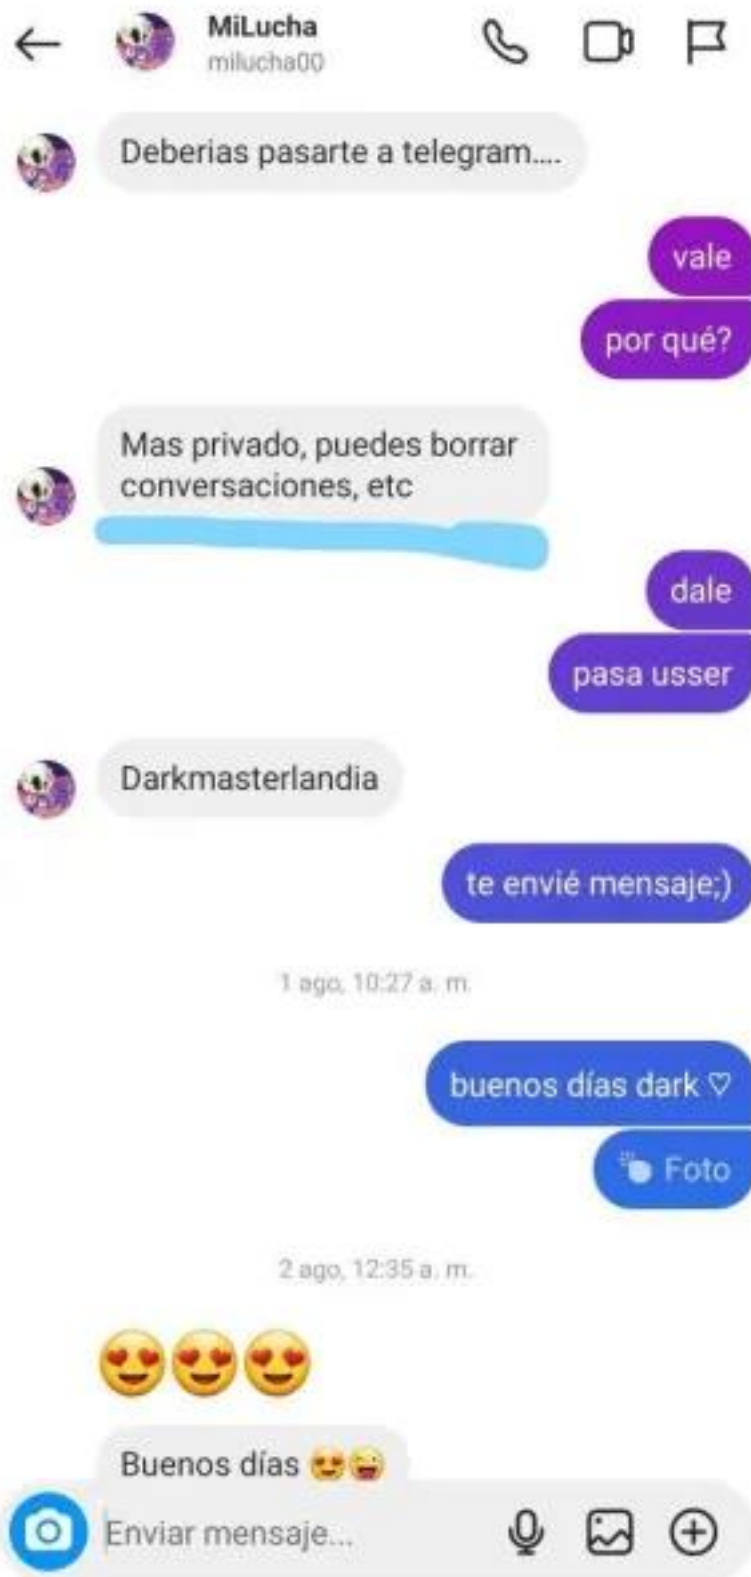 MiLucha
milucha00
Deberias pasarte a telegram....
vale
por qué?
Mas privado, puedes borrar
conversaciones, etc
dale
pasa usser
Darkmasterlandia
te envié mensaje;)
1 ago, 10:27 a. m.
buenos días dark ♡
Foto
2 ago, 12:35 a. m.
😍😍😍
Buenos días 😍😜
Enviar mensaje...